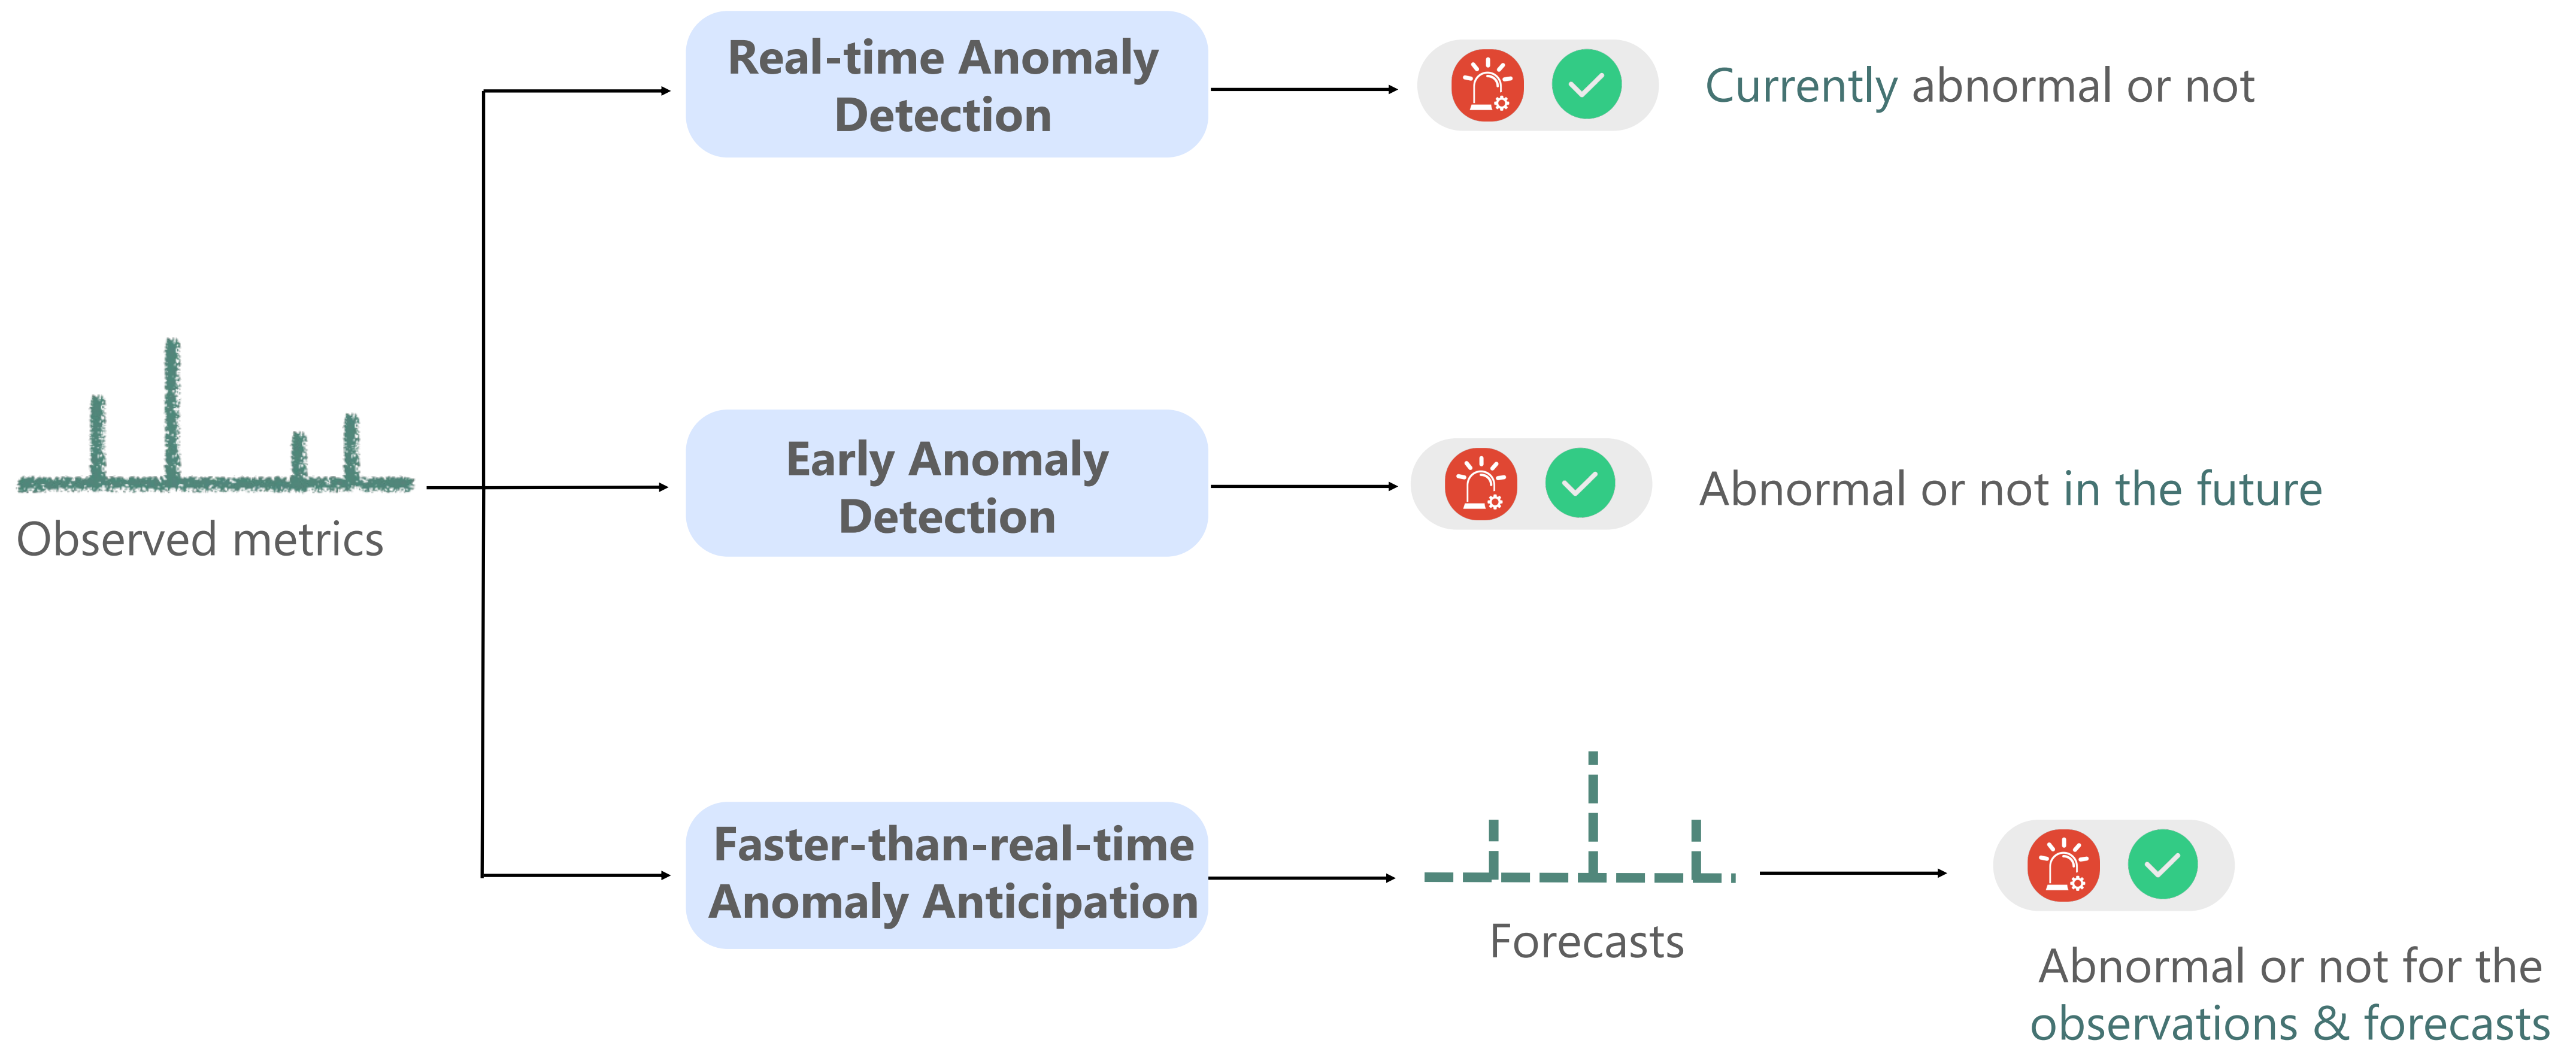 Real-time Anomaly
Detection
Currently abnormal or not
Observed metrics
Early Anomaly
Detection
Abnormal or not in the future
Faster-than-real-time
Anomaly Anticipation
Forecasts
Abnormal or not for the
observations & forecasts